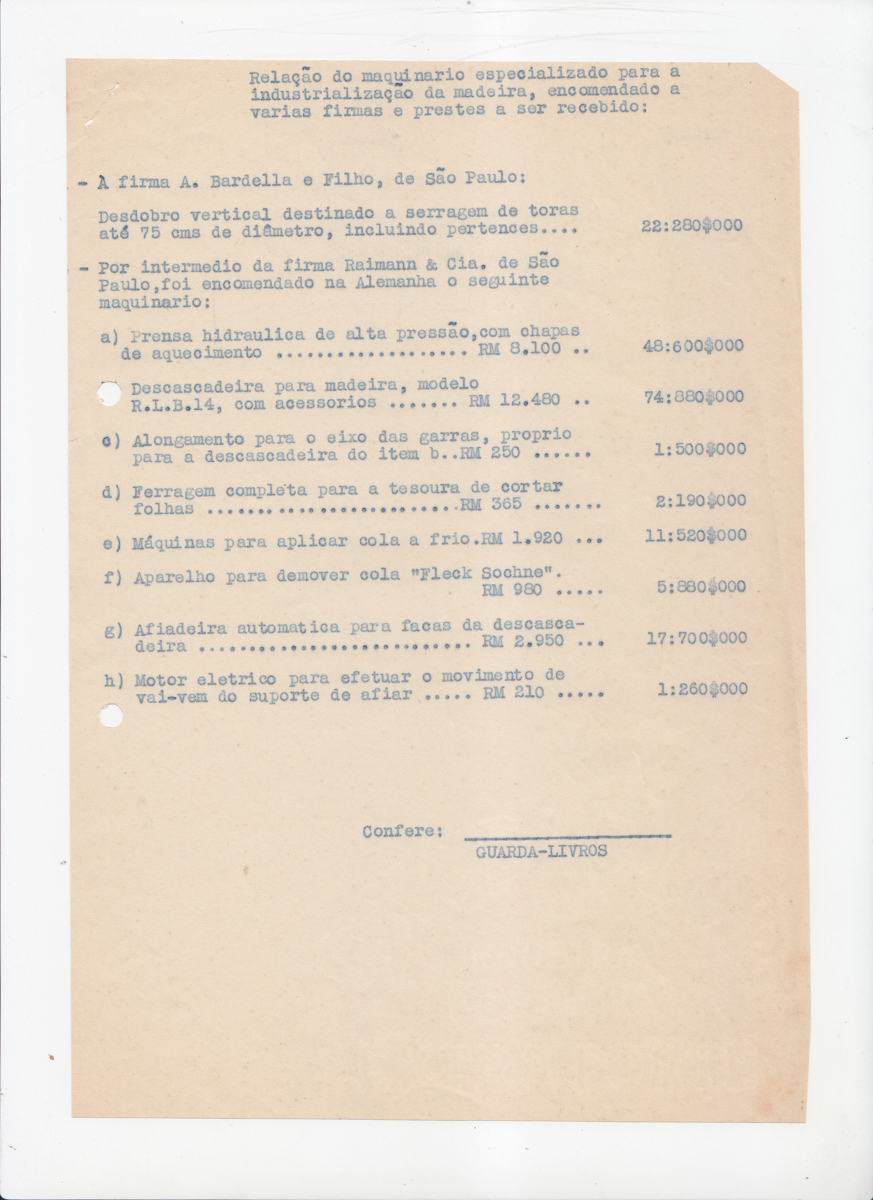 Relação do maquinario especializado para a
industrialização da madeira, encomendado a
varias firmas e prestes a ser recebido:
- A firma A. Bardella e Filho, de São Paulo:
Desdobro vertical destinado a serragem de toras
até 75 cms de diâmetro, incluindo pertences.... 22:280$000
- Por intermedio da firma Raimann & Cia. de São
Paulo,foi encomendado na Alemanha o seguinte
maquinario:
a) Prensa hidraulica de alta pressão,com chapas
de aquecimento ................... RM 8.100 .. 48:600$000
Descascadeira para madeira, modelo
R.L.B.14, com acessorios ....... RM 12.480 .. 74:880$000
c) Alongamento para o eixo das garras, proprio
para a descascadeira do item b..RM 250 ...... 1:500$000
d) Ferragem completa para a tesoura de cortar
folhas .........................RM 365 ....... 2:190$000
e) Máquinas para aplicar cola a frio.RM 1.920 ... 11:520$000
f) Aparelho para demover cola "Fleck Sochne".
RM 980 ..... 5:880$000
g) Afiadeira automatica para facas da descasca-
deira ........................... RM 2.950 ... 17:700$000
h) Motor eletrico para efetuar o movimento de
vai-vem do suporte de afiar ..... RM 210 ..... 1:260$000
Confere: ____________________
GUARDA-LIVROS